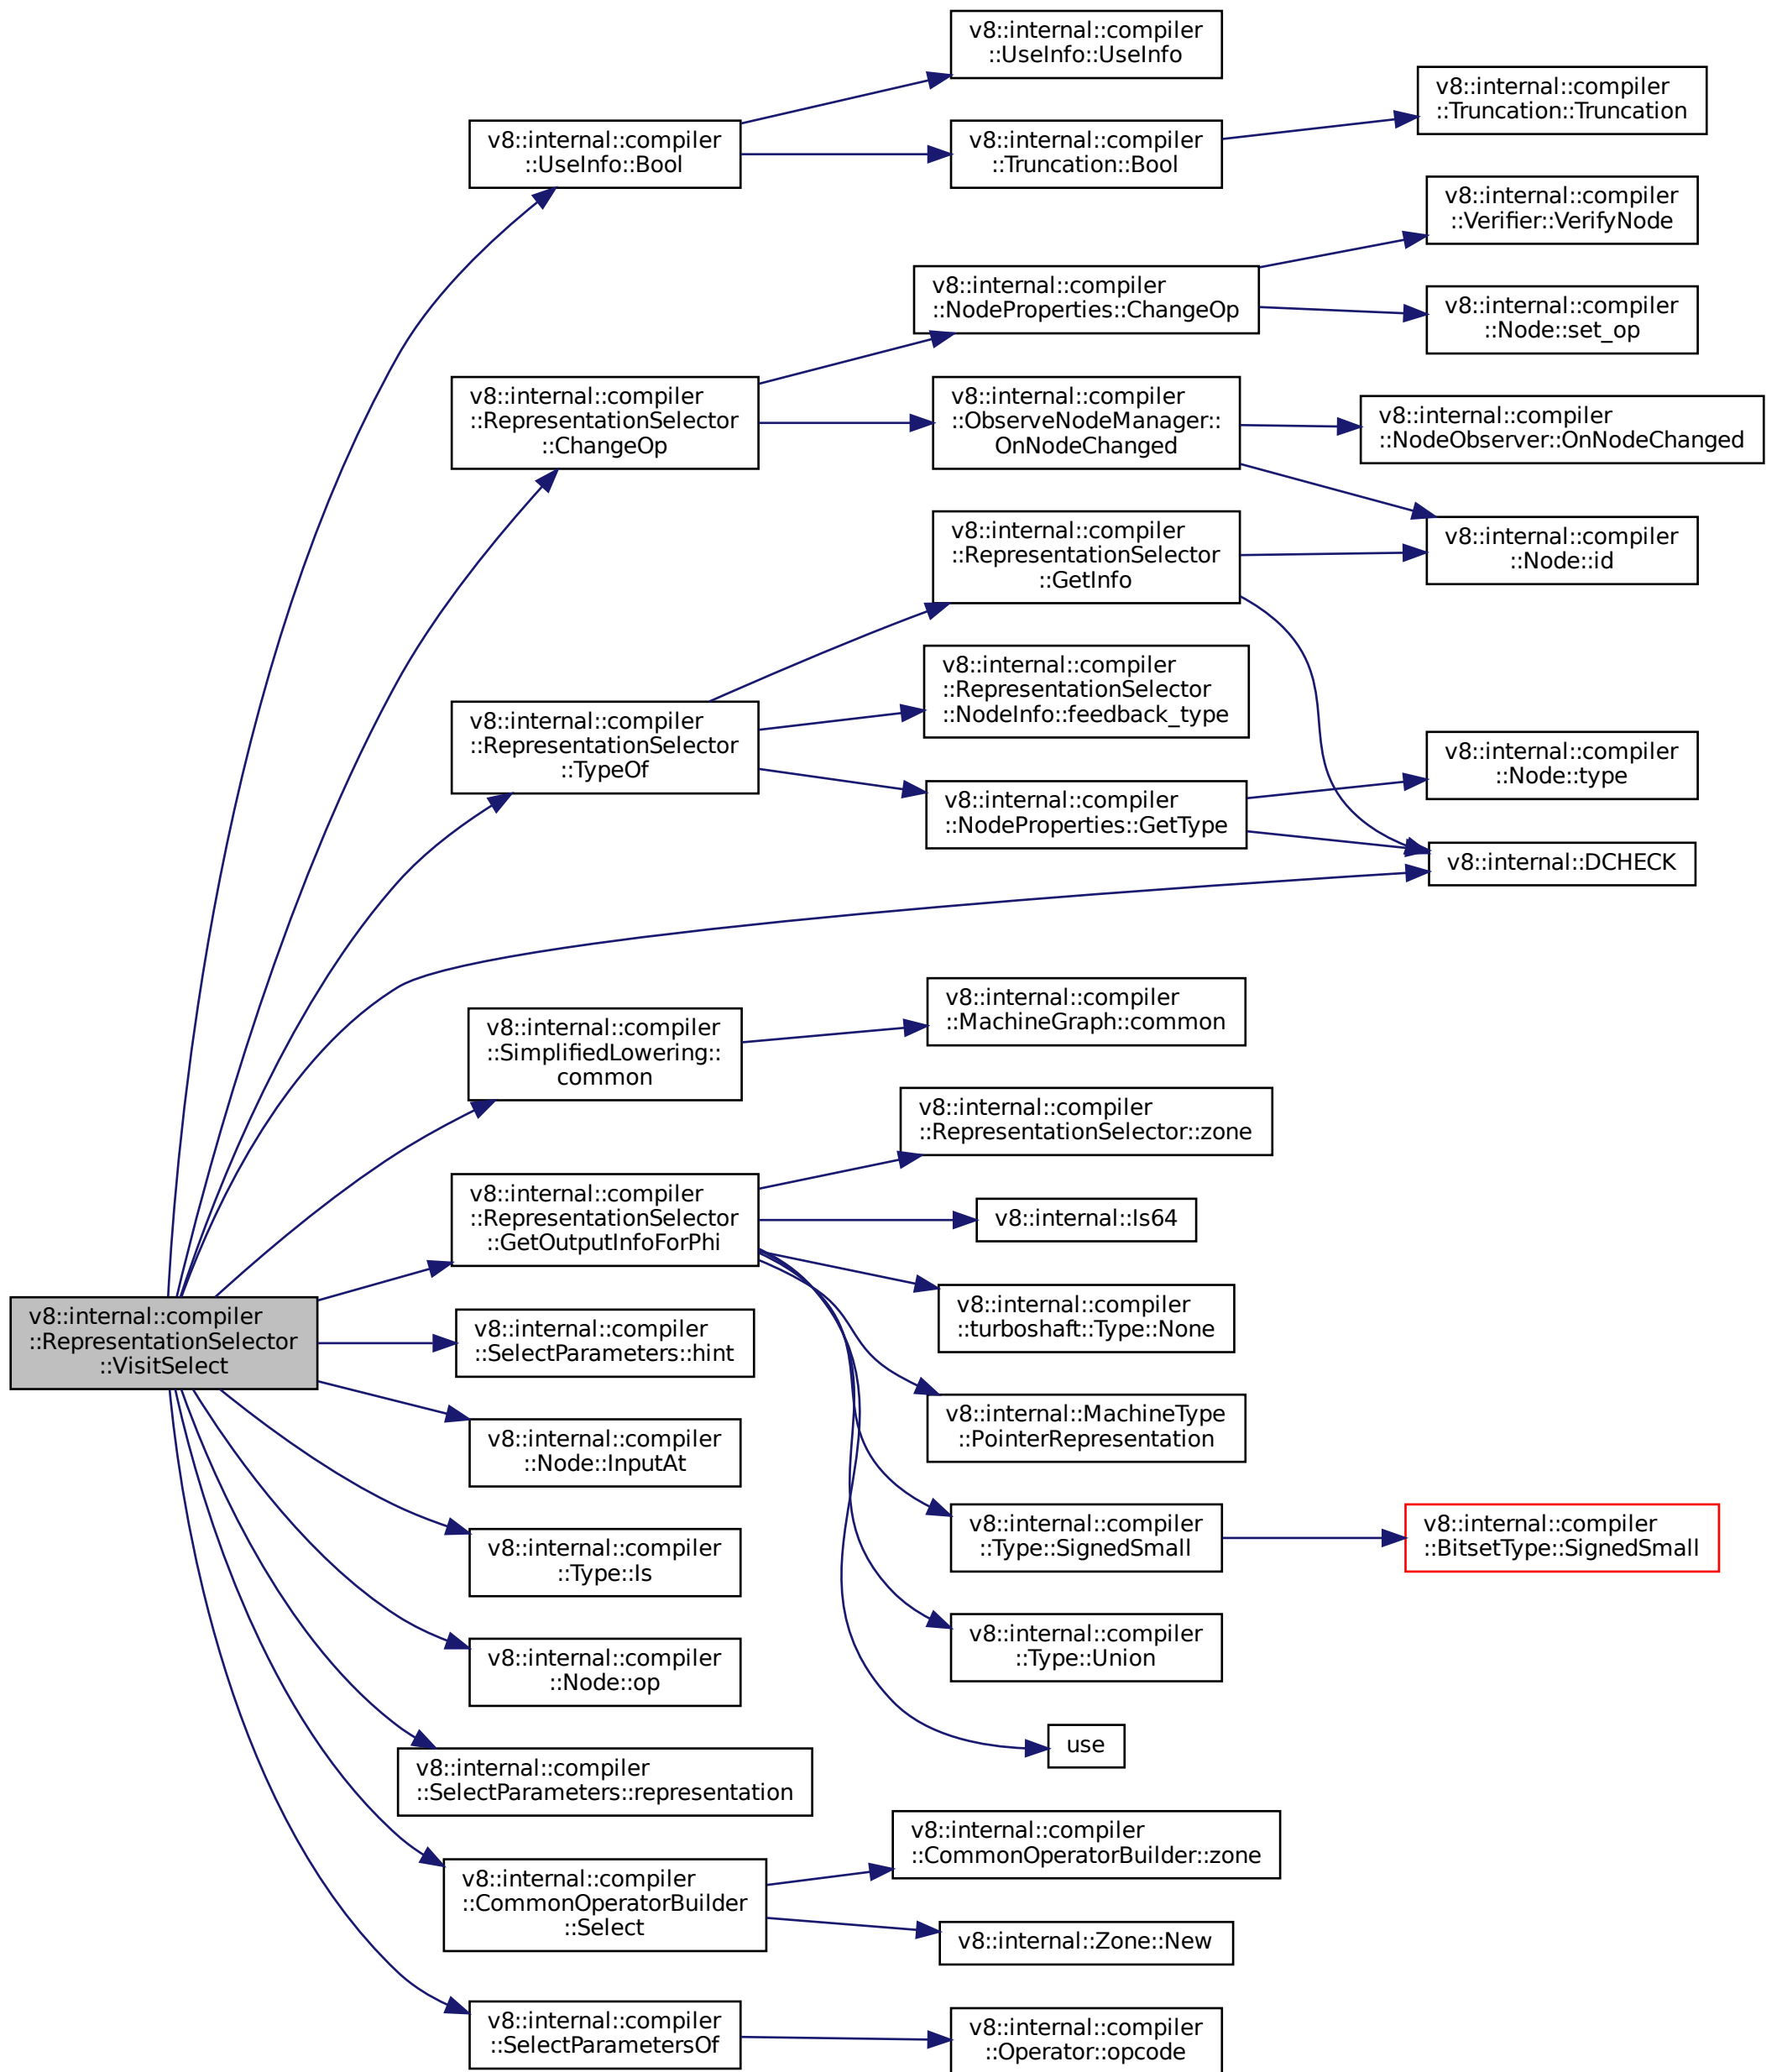 v8::internal::compiler
::UseInfo::UseInfo
v8::internal::compiler
::Truncation::Truncation
v8::internal::compiler
::UseInfo::Bool
v8::internal::compiler
::Truncation::Bool
v8::internal::compiler
::Verifier::VerifyNode
v8::internal::compiler
::NodeProperties::ChangeOp
v8::internal::compiler
::Node::set_op
v8::internal::compiler
::RepresentationSelector
::ChangeOp
v8::internal::compiler
::ObserveNodeManager::
OnNodeChanged
v8::internal::compiler
::NodeObserver::OnNodeChanged
v8::internal::compiler
::RepresentationSelector
::GetInfo
v8::internal::compiler
::Node::id
v8::internal::compiler
::RepresentationSelector
::NodeInfo::feedback_type
v8::internal::compiler
::RepresentationSelector
::TypeOf
v8::internal::compiler
::Node::type
v8::internal::compiler
::NodeProperties::GetType
v8::internal::DCHECK
v8::internal::compiler
::MachineGraph::common
v8::internal::compiler
::SimplifiedLowering::
common
v8::internal::compiler
::RepresentationSelector::zone
v8::internal::compiler
::RepresentationSelector
::GetOutputInfoForPhi
v8::internal::Is64
v8::internal::compiler
::turboshaft::Type::None
v8::internal::compiler
::RepresentationSelector
::VisitSelect
v8::internal::compiler
::SelectParameters::hint
v8::internal::MachineType
::PointerRepresentation
v8::internal::compiler
::Node::InputAt
v8::internal::compiler
::Type::SignedSmall
v8::internal::compiler
::BitsetType::SignedSmall
v8::internal::compiler
::Type::Is
v8::internal::compiler
::Type::Union
v8::internal::compiler
::Node::op
use
v8::internal::compiler
::SelectParameters::representation
v8::internal::compiler
::CommonOperatorBuilder::zone
v8::internal::compiler
::CommonOperatorBuilder
::Select
v8::internal::Zone::New
v8::internal::compiler
::SelectParametersOf
v8::internal::compiler
::Operator::opcode